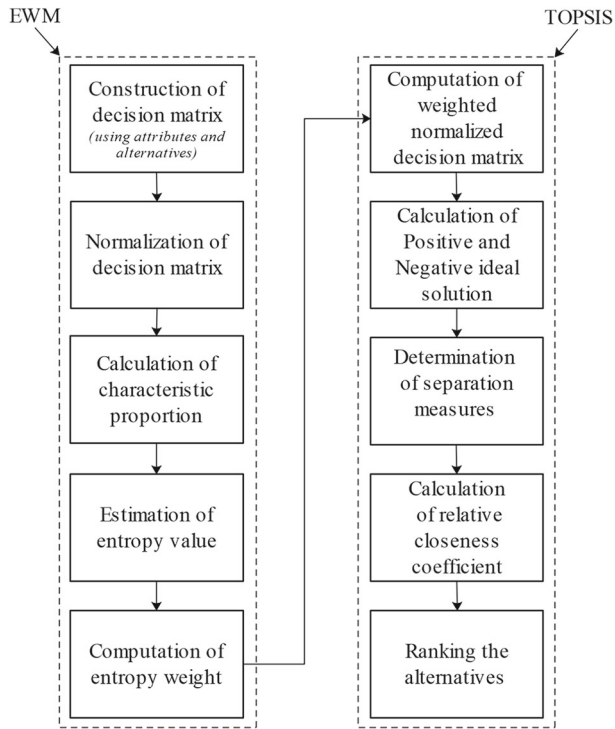 EWM
TOPSIS
Construction of
decision matrix
(using attributes and
alternatives)
Normalization of
decision matrix
Calculation of
characteristic
proportion
Estimation of
entropy value
Computation of
entropy weight
Computation of
weighted
normalized
decision matrix
Calculation of
Positive and
Negative ideal
solution
Determination
of separation
measures
Calculation
of relative
closeness
coefficient
Ranking the
alternatives